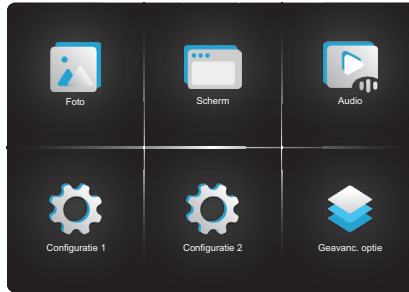 Foto
Scherm
Audio
Configuratie 1
Configuratie 2
Geavanc. optie